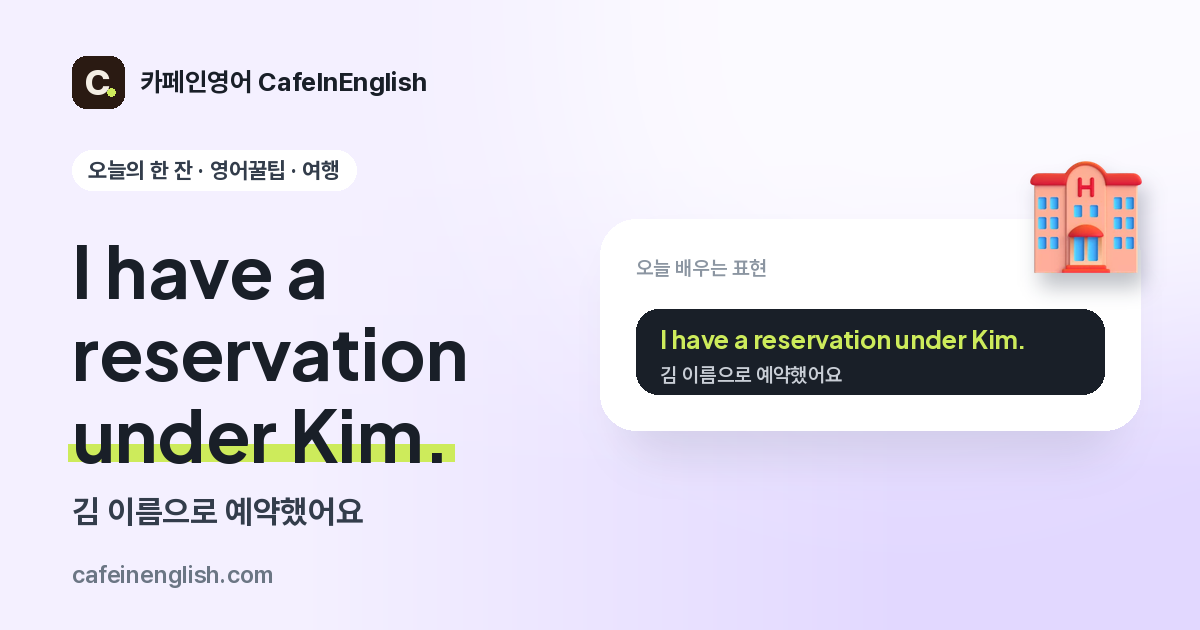 C
카페인영어 CafeInEnglish
오늘의 한 잔 · 영어꿀팁 · 여행
I have a
reservation
under Kim.
김 이름으로 예약했어요
cafeinenglish.com
H
오늘 배우는 표현
I have a reservation under Kim.
김 이름으로 예약했어요